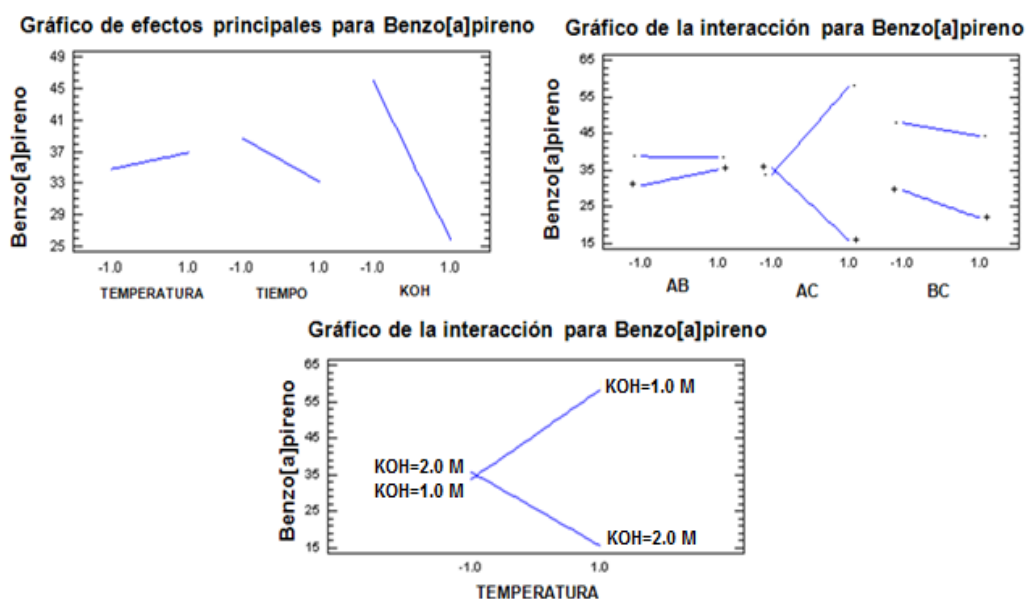 Gráfico de efectos principales para Benzo[a]pireno
Benzo[a]pireno
49
45
41
37
33
29
25
-1.0 1.0 -1.0 1.0 -1.0 1.0
TEMPERATURA TIEMPO KOH
Gráfico de la interacción para Benzo[a]pireno
Benzo[a]pireno
65
55
45
35
25
15
- - - - - -
+ + + + + +
-1.0 1.0 -1.0 1.0 -1.0 1.0
AB AC BC
Gráfico de la interacción para Benzo[a]pireno
Benzo[a]pireno
65
55
45
35
25
15
KOH=1.0 M
KOH=2.0 M
KOH=1.0 M
KOH=2.0 M
-1.0 1.0
TEMPERATURA